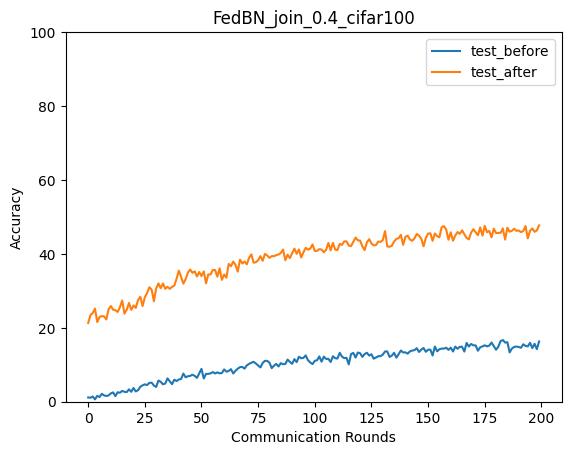 FedBN_join_0.4_cifar100
100
80
60
40
20
0
Accuracy
test_before
test_after
0 25 50 75 100 125 150 175 200
Communication Rounds